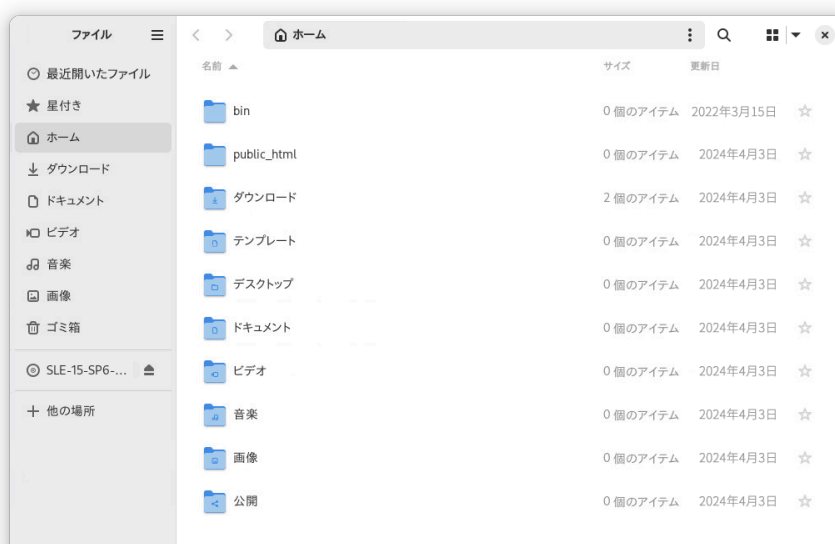 ファイル
ホーム
最近開いたファイル
星付き
ホーム
ダウンロード
ドキュメント
ビデオ
音楽
画像
ゴミ箱
SLE-15-SP6-...
他の場所
名前 サイズ 更新日
bin 0 個のアイテム 2022年3月15日
public_html 0 個のアイテム 2024年4月3日
ダウンロード 2 個のアイテム 2024年4月3日
テンプレート 0 個のアイテム 2024年4月3日
デスクトップ 0 個のアイテム 2024年4月3日
ドキュメント 0 個のアイテム 2024年4月3日
ビデオ 0 個のアイテム 2024年4月3日
音楽 0 個のアイテム 2024年4月3日
画像 0 個のアイテム 2024年4月3日
公開 0 個のアイテム 2024年4月3日